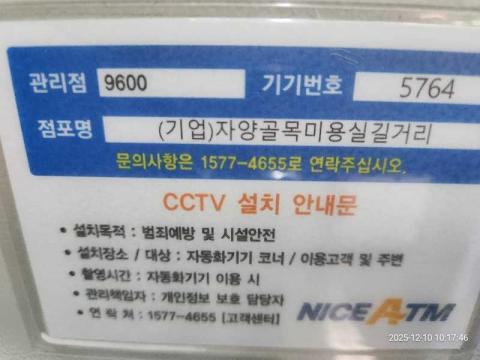 관리점 9600 기기번호 5764
점포명 (기업)자양골목미용실길거리
문의사항은 1577-4655로 연락주십시오.
CCTV 설치 안내문
• 설치목적 : 범죄예방 및 시설안전
• 설치장소 / 대상 : 자동화기기 코너 / 이용고객 및 주변
• 촬영시간 : 자동화기기 이용 시
• 관리책임자 : 개인정보 보호 담당자
• 연 락 처 : 1577-4655 [고객센터]
NICE ATM
2025-12-10 10:17:46